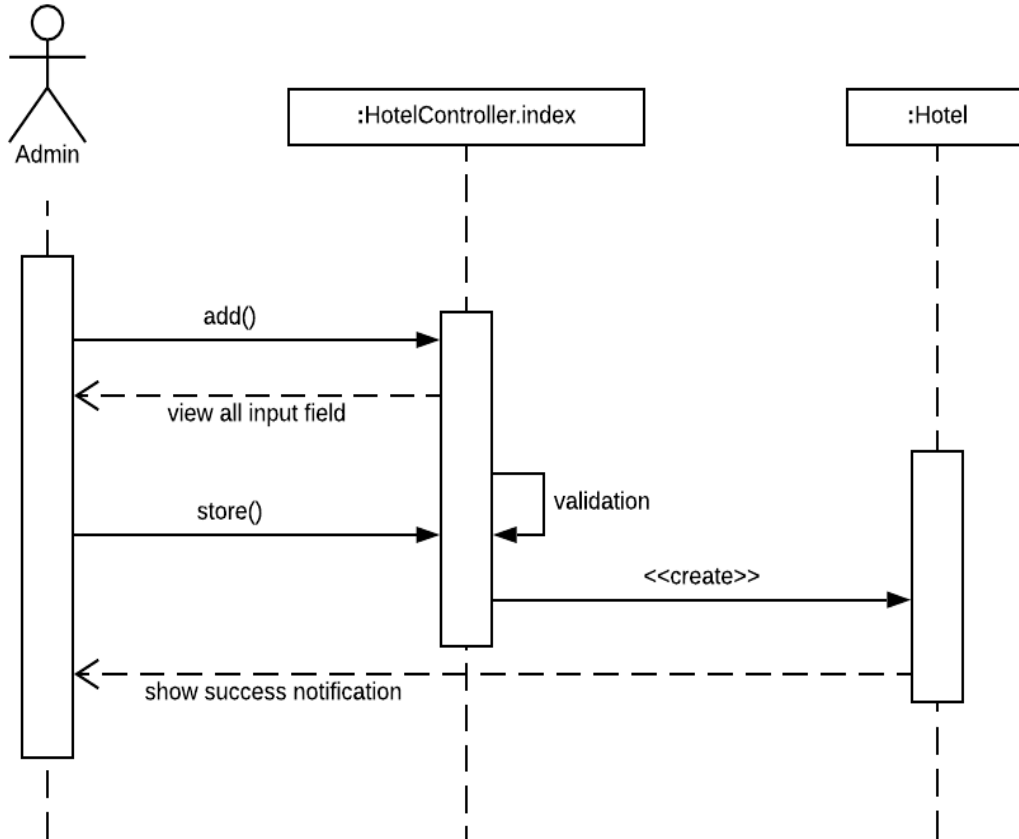 Admin
:HotelController.index
:Hotel
add()
view all input field
validation
store()
<<create>>
show success notification